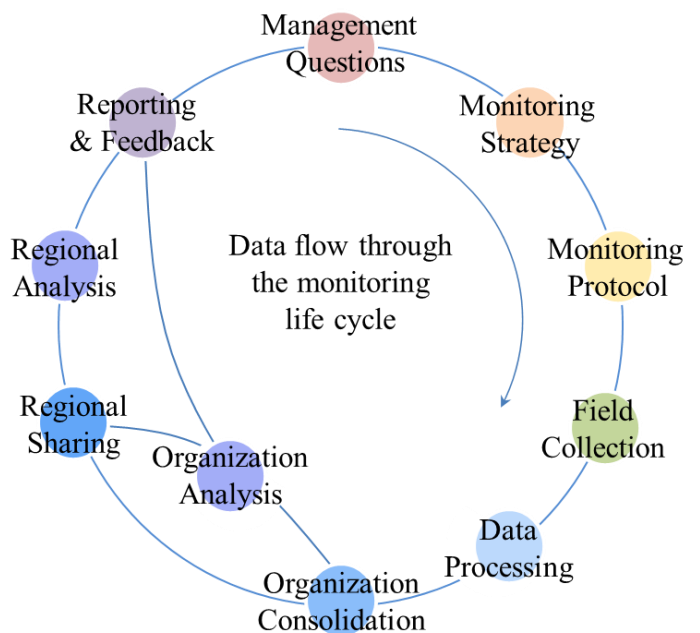 Management
Questions
Monitoring
Strategy
Monitoring
Protocol
Field
Collection
Data
Processing
Organization
Consolidation
Organization
Analysis
Regional
Sharing
Regional
Analysis
Reporting
& Feedback
Data flow through
the monitoring
life cycle